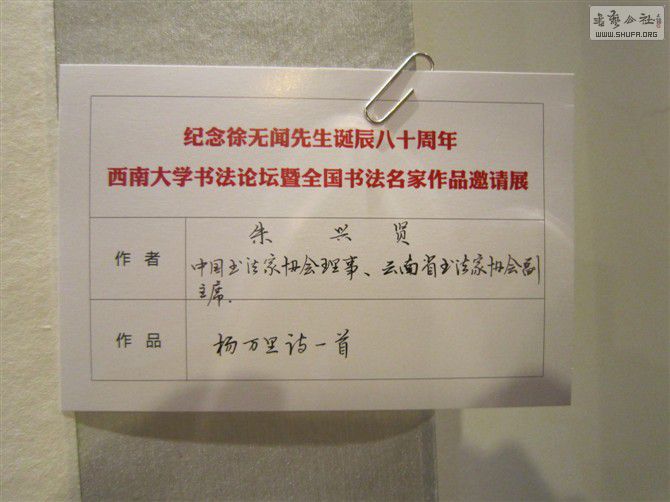 书艺公社
WWW.SHUFA.ORG
纪念徐无闻先生诞辰八十周年
西南大学书法论坛暨全国书法名家作品邀请展
作者
朱兴贤
中国书法家协会理事、云南省书法家协会副
主席.
作品
杨万里诗一首